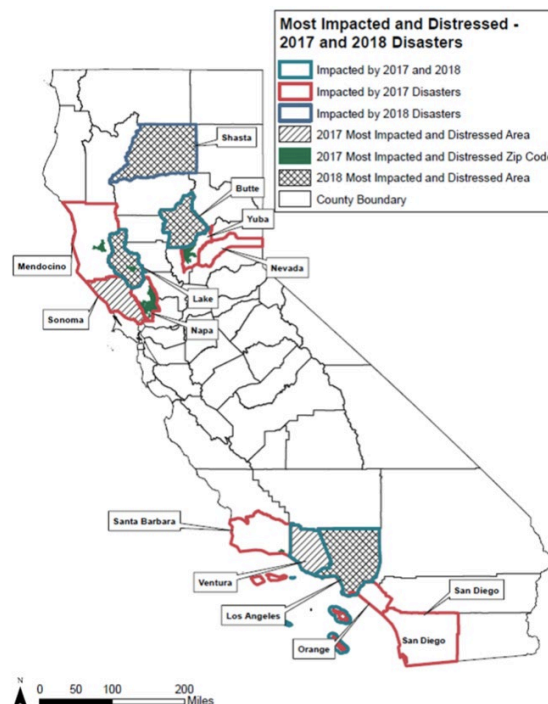 Most Impacted and Distressed -
2017 and 2018 Disasters
Impacted by 2017 and 2018
Impacted by 2017 Disasters
Impacted by 2018 Disasters
2017 Most Impacted and Distressed Area
2017 Most Impacted and Distressed Zip Code
2018 Most Impacted and Distressed Area
County Boundary
Shasta
Butte
Yuba
Mendocino
Nevada
Lake
Sonoma
Napa
Santa Barbara
Ventura
San Diego
Los Angeles
San Diego
Orange
N
0 50 100 200
Miles